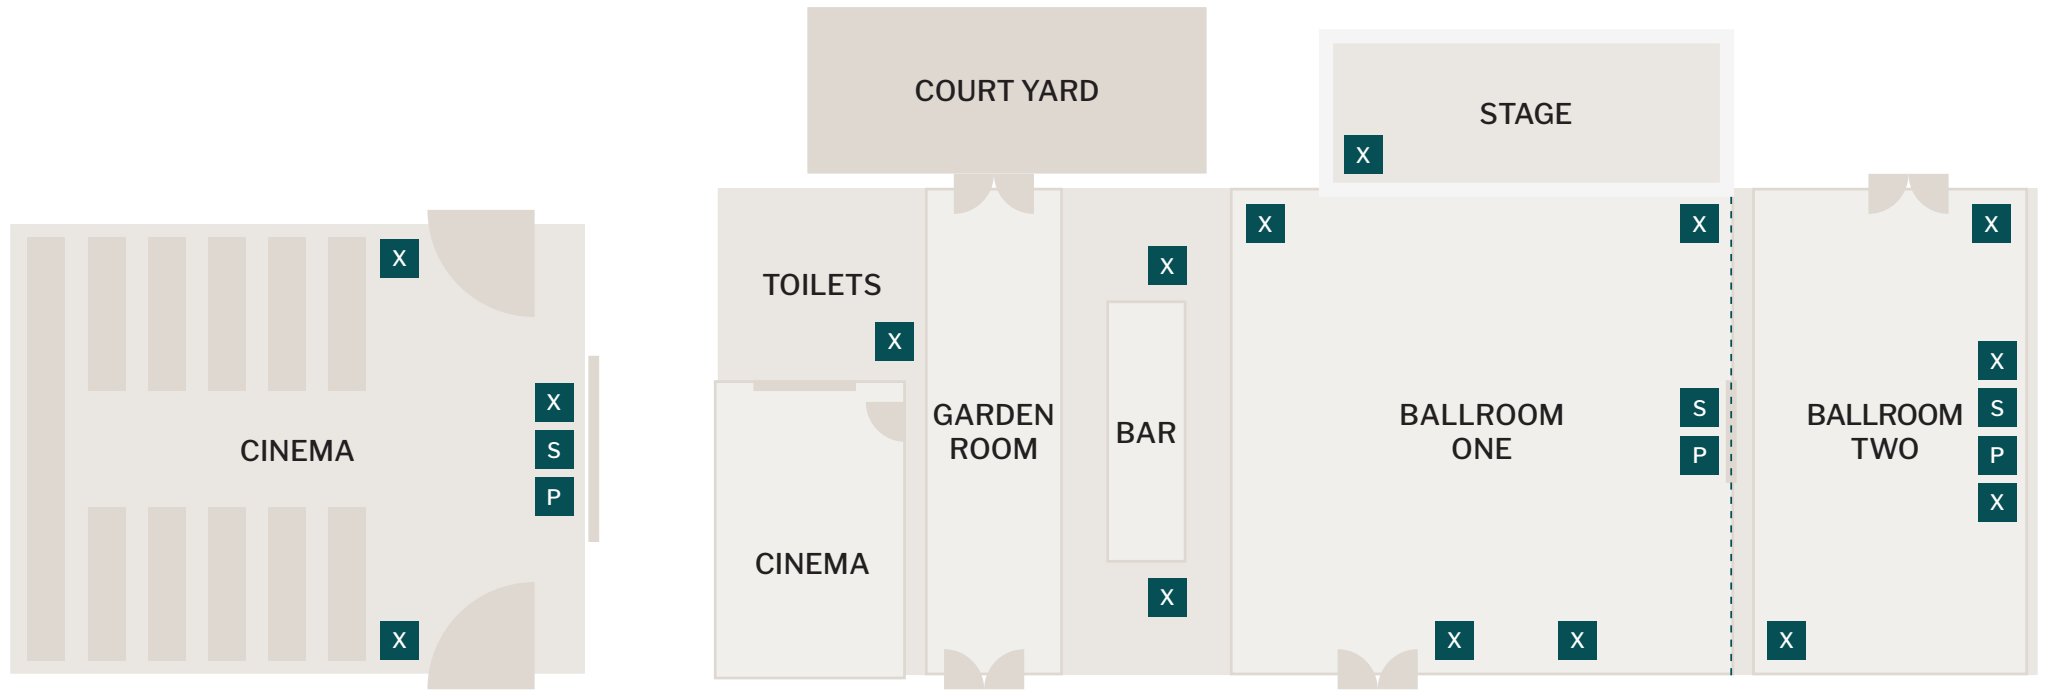 X
CINEMA
X
S
P
X
COURT YARD
STAGE
X
TOILETS
X
CINEMA
GARDEN
ROOM
X
BAR
X
X
X
BALLROOM
ONE
S
P
X
X
X
BALLROOM
TWO
X
S
P
X
X